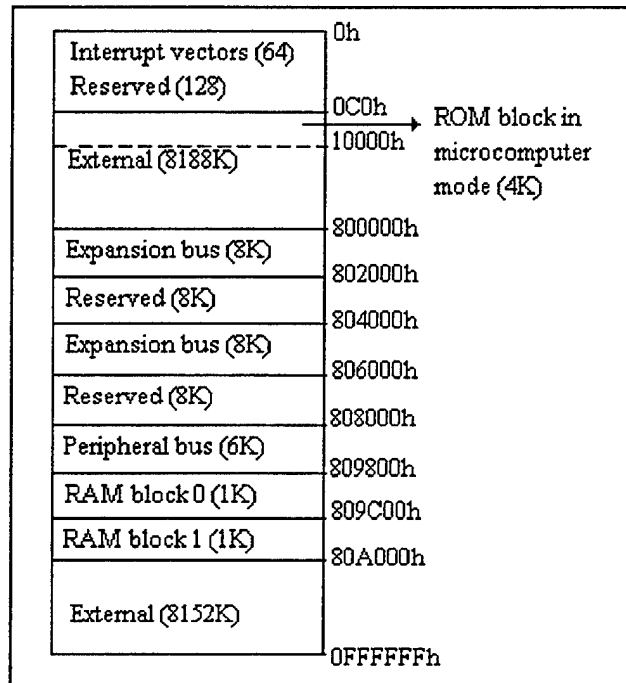 0h
Interrupt vectors (64)
Reserved (128)
0C0h
ROM block in
microcomputer
mode (4K)
10000h
External (8188K)
800000h
Expansion bus (8K)
802000h
Reserved (8K)
804000h
Expansion bus (8K)
806000h
Reserved (8K)
808000h
Peripheral bus (6K)
809800h
RAM block 0 (1K)
809C00h
RAM block 1 (1K)
80A000h
External (8152K)
0FFFFFFh